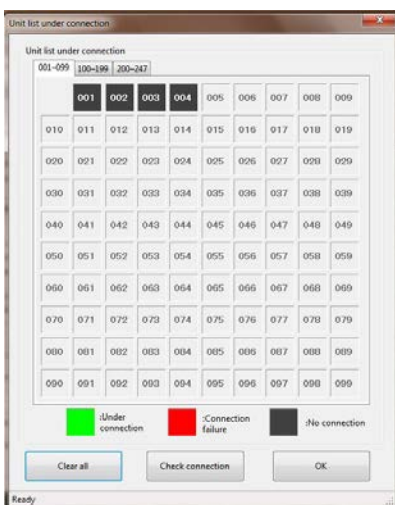 Unit list under connection
Unit list under connection
001-099 100-199 200-247
001 002 003 004 005 006 007 008 009
010 011 012 013 014 015 016 017 018 019
020 021 022 023 024 025 026 027 028 029
030 031 032 033 034 035 036 037 038 039
040 041 042 043 044 045 046 047 048 049
050 051 052 053 054 055 056 057 058 059
060 061 062 063 064 065 066 067 068 069
070 071 072 073 074 075 076 077 078 079
080 081 082 083 084 085 086 087 088 089
090 091 092 093 094 095 096 097 098 099
:Under :Connection :No connection
connection failure
Clear all Check connection OK
Ready